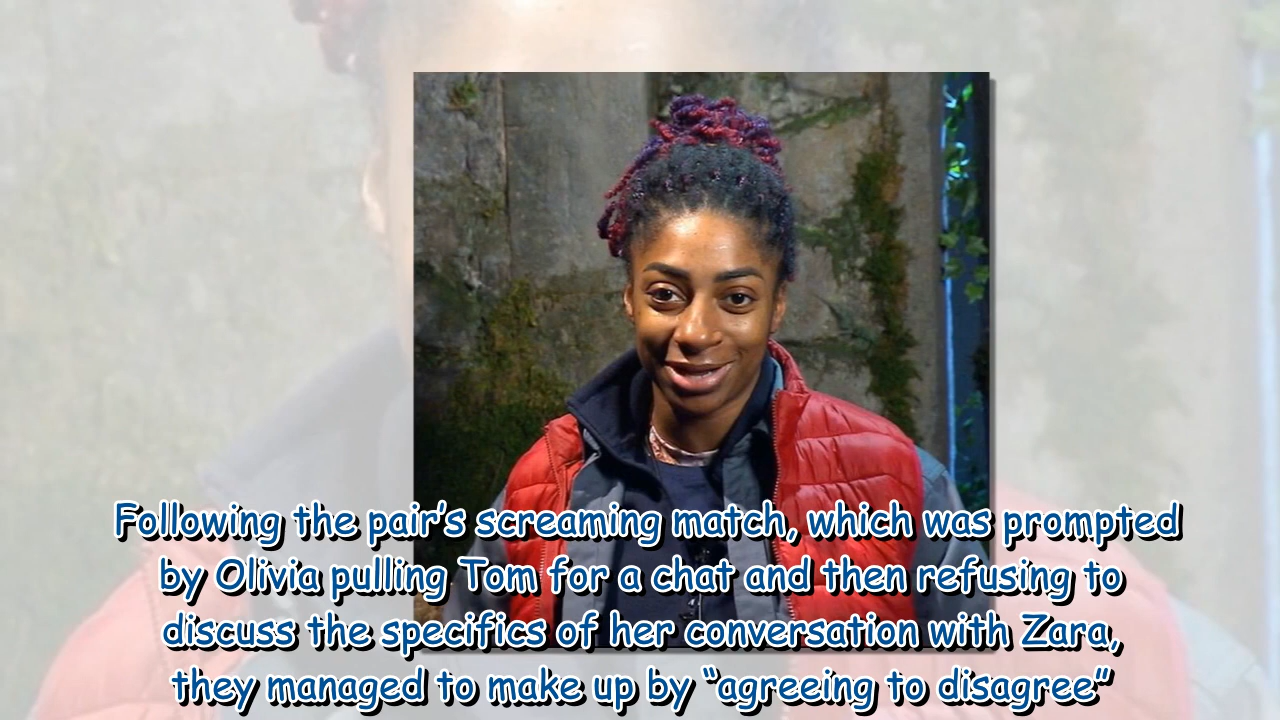 Following the pair’s screaming match, which was prompted
by Olivia pulling Tom for a chat and then refusing to
discuss the specifics of her conversation with Zara,
they managed to make up by “agreeing to disagree”